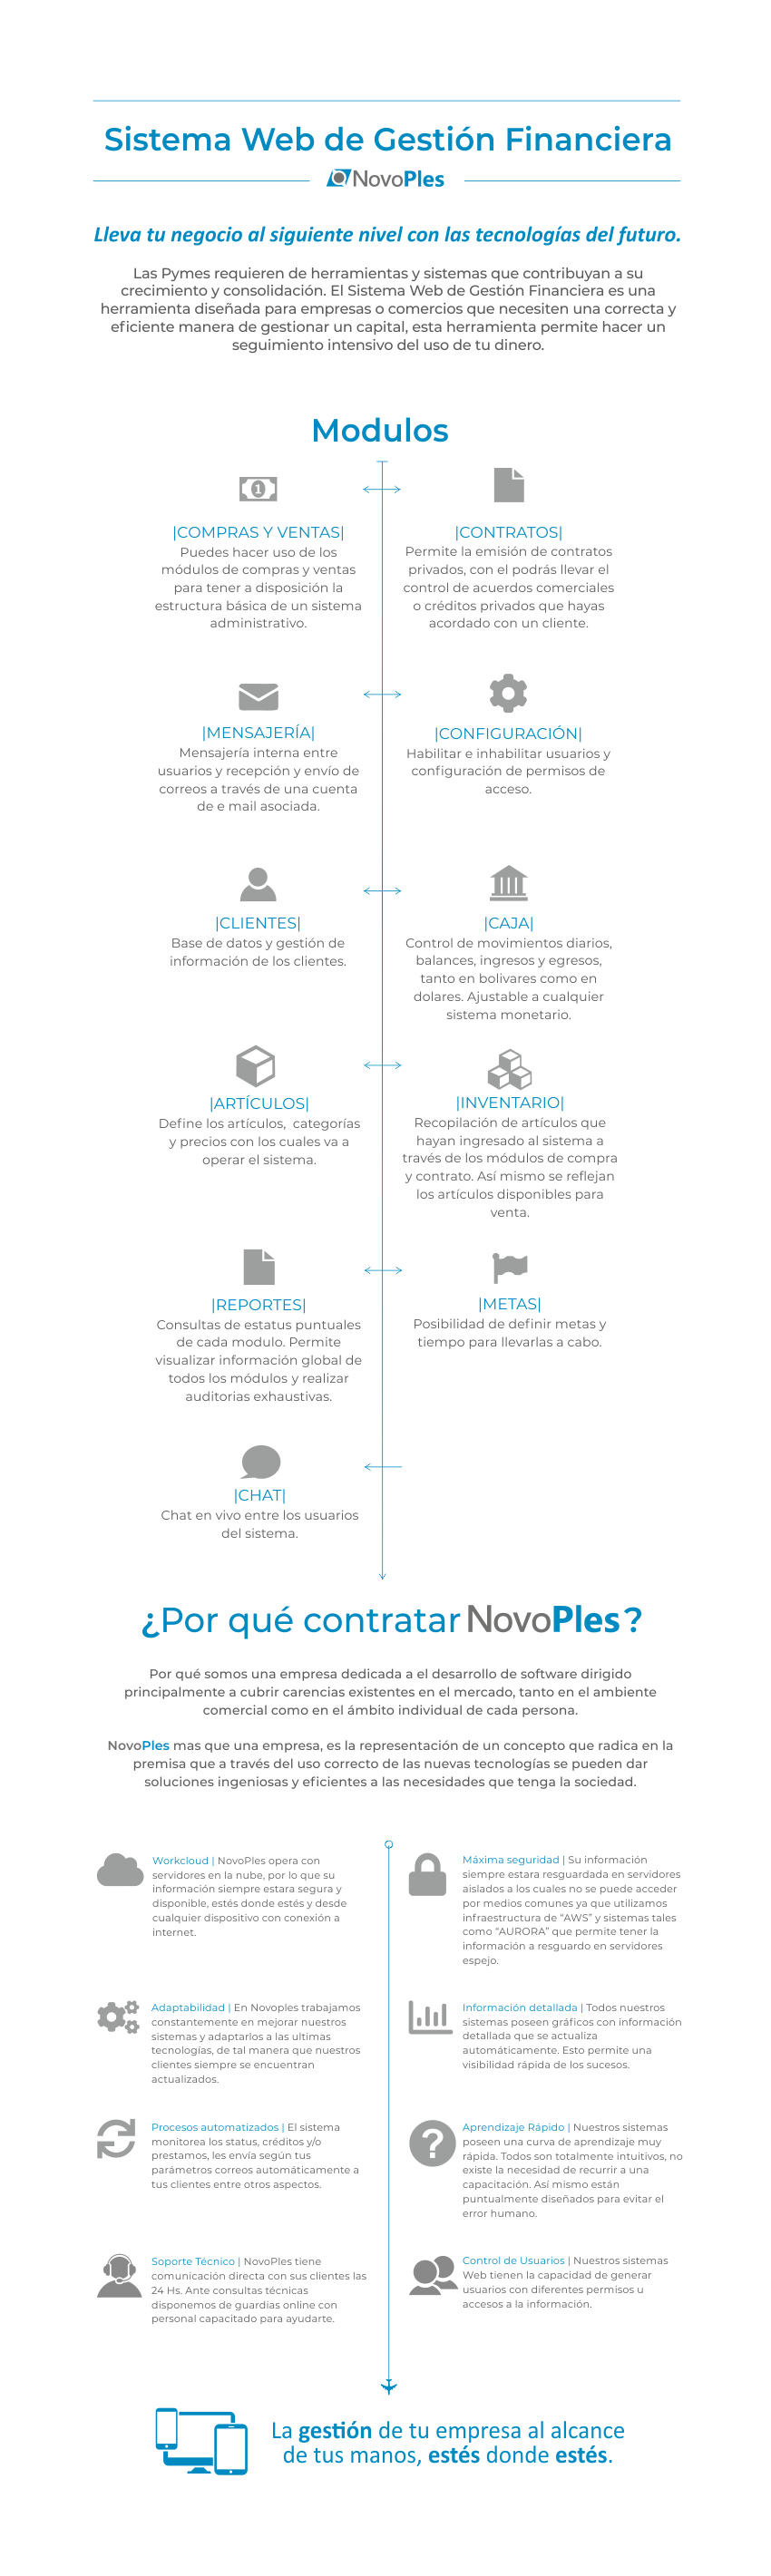 Sistema Web de Gestión Financiera
NovoPles
Lleva tu negocio al siguiente nivel con las tecnologías del futuro.
Las Pymes requieren de herramientas y sistemas que contribuyan a su
crecimiento y consolidación. El Sistema Web de Gestión Financiera es una
herramienta diseñada para empresas o comercios que necesiten una correcta y
eficiente manera de gestionar un capital, esta herramienta permite hacer un
seguimiento intensivo del uso de tu dinero.
Modulos
1
|COMPRAS Y VENTAS|
Puedes hacer uso de los
módulos de compras y ventas
para tener a disposición la
estructura básica de un sistema
administrativo.
|CONTRATOS|
Permite la emisión de contratos
privados, con el podrás llevar el
control de acuerdos comerciales
o créditos privados que hayas
acordado con un cliente.
|MENSAJERÍA|
Mensajería interna entre
usuarios y recepción y envío de
correos a través de una cuenta
de e mail asociada.
|CONFIGURACIÓN|
Habilitar e inhabilitar usuarios y
configuración de permisos de
acceso.
|CLIENTES|
Base de datos y gestión de
información de los clientes.
|CAJA|
Control de movimientos diarios,
balances, ingresos y egresos,
tanto en bolivares como en
dolares. Ajustable a cualquier
sistema monetario.
|ARTÍCULOS|
Define los artículos, categorías
y precios con los cuales va a
operar el sistema.
|INVENTARIO|
Recopilación de artículos que
hayan ingresado al sistema a
través de los módulos de compra
y contrato. Así mismo se reflejan
los artículos disponibles para
venta.
|REPORTES|
Consultas de estatus puntuales
de cada modulo. Permite
visualizar información global de
todos los módulos y realizar
auditorias exhaustivas.
|METAS|
Posibilidad de definir metas y
tiempo para llevarlas a cabo.
|CHAT|
Chat en vivo entre los usuarios
del sistema.
¿Por qué contratar NovoPles?
Por qué somos una empresa dedicada a el desarrollo de software dirigido
principalmente a cubrir carencias existentes en el mercado, tanto en el ambiente
comercial como en el ámbito individual de cada persona.
NovoPles mas que una empresa, es la representación de un concepto que radica en la
premisa que a través del uso correcto de las nuevas tecnologías se pueden dar
soluciones ingeniosas y eficientes a las necesidades que tenga la sociedad.
Workcloud | NovoPles opera con
servidores en la nube, por lo que su
información siempre estara segura y
disponible, estés donde estés y desde
cualquier dispositivo con conexión a
internet.
Máxima seguridad | Su información
siempre estara resguardada en servidores
aislados a los cuales no se puede acceder
por medios comunes ya que utilizamos
infraestructura de “AWS” y sistemas tales
como “AURORA” que permite tener la
información a resguardo en servidores
espejo.
Adaptabilidad | En Novoples trabajamos
constantemente en mejorar nuestros
sistemas y adaptarlos a las ultimas
tecnologías, de tal manera que nuestros
clientes siempre se encuentran
actualizados.
Información detallada | Todos nuestros
sistemas poseen gráficos con información
detallada que se actualiza
automáticamente. Esto permite una
visibilidad rápida de los sucesos.
Procesos automatizados | El sistema
monitorea los status, créditos y/o
prestamos, les envía según tus
parámetros correos automáticamente a
tus clientes entre otros aspectos.
?
Aprendizaje Rápido | Nuestros sistemas
poseen una curva de aprendizaje muy
rápida. Todos son totalmente intuitivos, no
existe la necesidad de recurrir a una
capacitación. Así mismo están
puntualmente diseñados para evitar el
error humano.
Soporte Técnico | NovoPles tiene
comunicación directa con sus clientes las
24 Hs. Ante consultas técnicas
disponemos de guardias online con
personal capacitado para ayudarte.
Control de Usuarios | Nuestros sistemas
Web tienen la capacidad de generar
usuarios con diferentes permisos u
accesos a la información.
La gestión de tu empresa al alcance
de tus manos, estés donde estés.